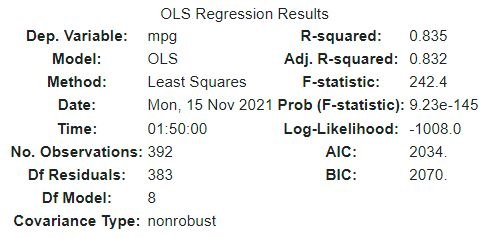 OLS Regression Results
Dep. Variable: mpg R-squared: 0.835
Model: OLS Adj. R-squared: 0.832
Method: Least Squares F-statistic: 242.4
Date: Mon, 15 Nov 2021 Prob (F-statistic): 9.23e-145
Time: 01:50:00 Log-Likelihood: -1008.0
No. Observations: 392 AIC: 2034.
Df Residuals: 383 BIC: 2070.
Df Model: 8
Covariance Type: nonrobust